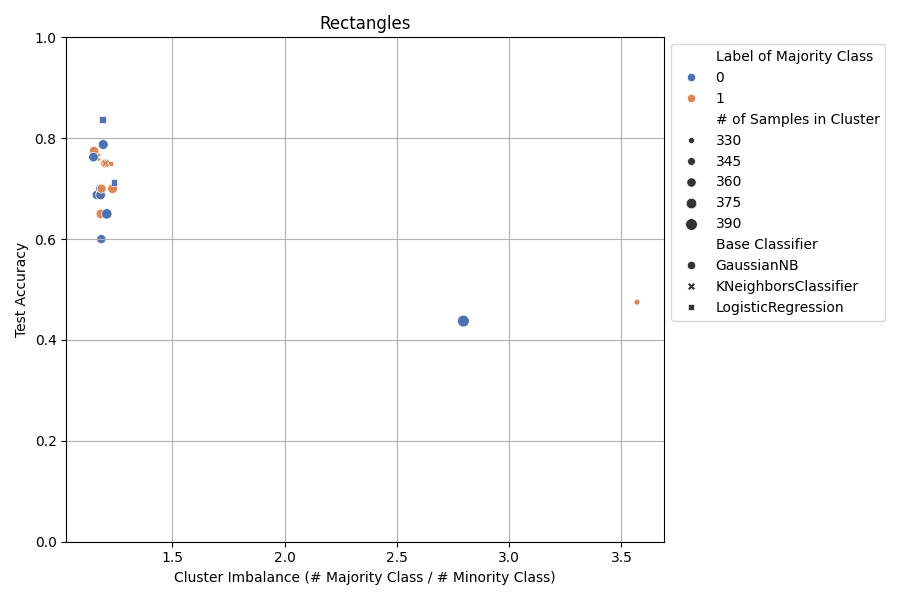 Rectangles
1.0
0.8
0.6
0.4
0.2
0.0
Test Accuracy
1.5
2.0
2.5
3.0
3.5
Cluster Imbalance (# Majority Class / # Minority Class)
Label of Majority Class
0
1
# of Samples in Cluster
330
345
360
375
390
Base Classifier
GaussianNB
KNeighborsClassifier
LogisticRegression